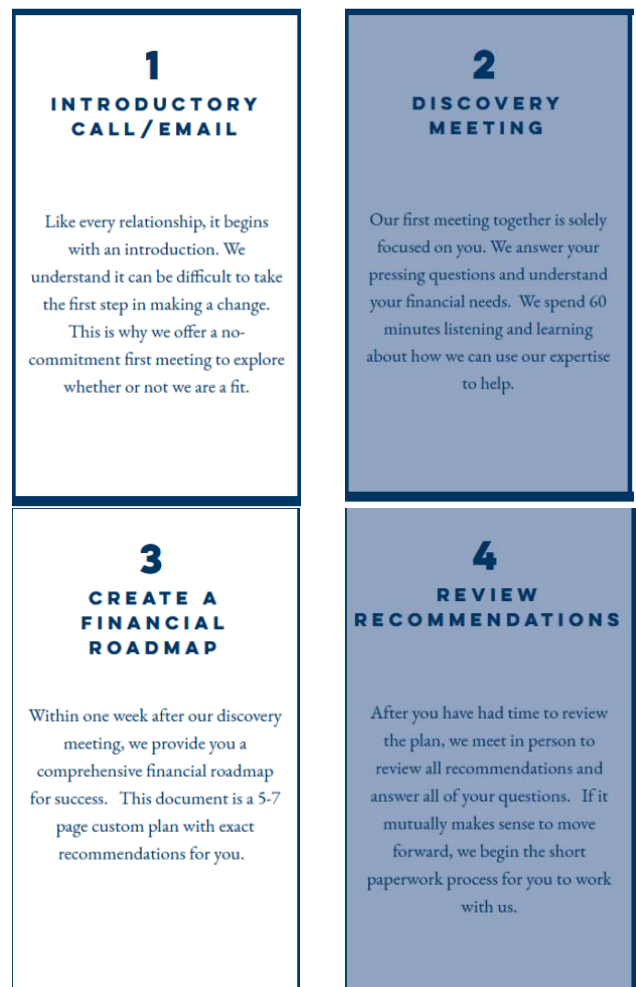 1
INTRODUCTORY
CALL/EMAIL
Like every relationship, it begins
with an introduction. We
understand it can be difficult to take
the first step in making a change.
This is why we offer a no-
commitment first meeting to explore
whether or not we are a fit.
2
DISCOVERY
MEETING
Our first meeting together is solely
focused on you. We answer your
pressing questions and understand
your financial needs.  We spend 60
minutes listening and learning
about how we can use our expertise
to help.
3
CREATE A
FINANCIAL
ROADMAP
Within one week after our discovery
meeting, we provide you a
comprehensive financial roadmap
for success.   This document is a 5-7
page custom plan with exact
recommendations for you.
4
REVIEW
RECOMMENDATIONS
After you have had time to review
the plan, we meet in person to
review all recommendations and
answer all of your questions.   If it
mutually makes sense to move
forward, we begin the short
paperwork process for you to work
with us.